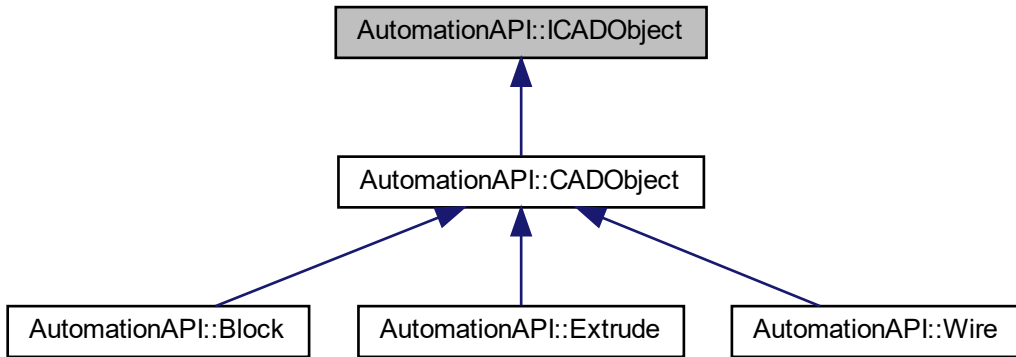 AutomationAPI::ICADObject
AutomationAPI::CADObject
AutomationAPI::Block
AutomationAPI::Extrude
AutomationAPI::Wire